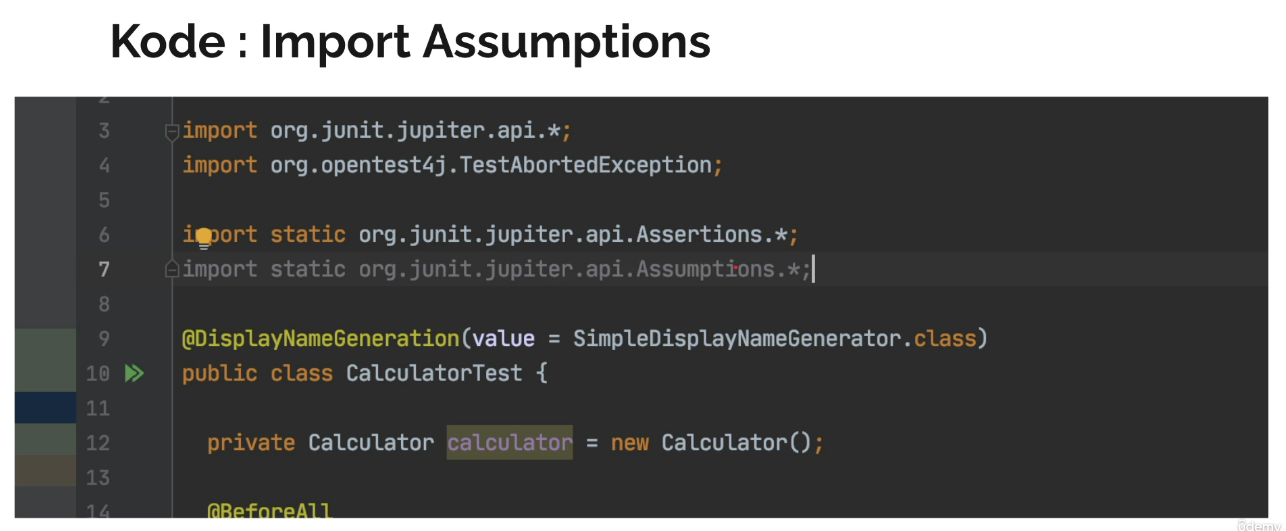 Kode : Import Assumptions
2
3 import org.junit.jupiter.api.*;
4 import org.opentest4j.TestAbortedException;
5
6 import static org.junit.jupiter.api.Assertions.*;
7 import static org.junit.jupiter.api.Assumptions.*;
8
9 @DisplayNameGeneration(value = SimpleDisplayNameGenerator.class)
10 public class CalculatorTest {
11
12 private Calculator calculator = new Calculator();
13
14 @BeforeAll
Udemy